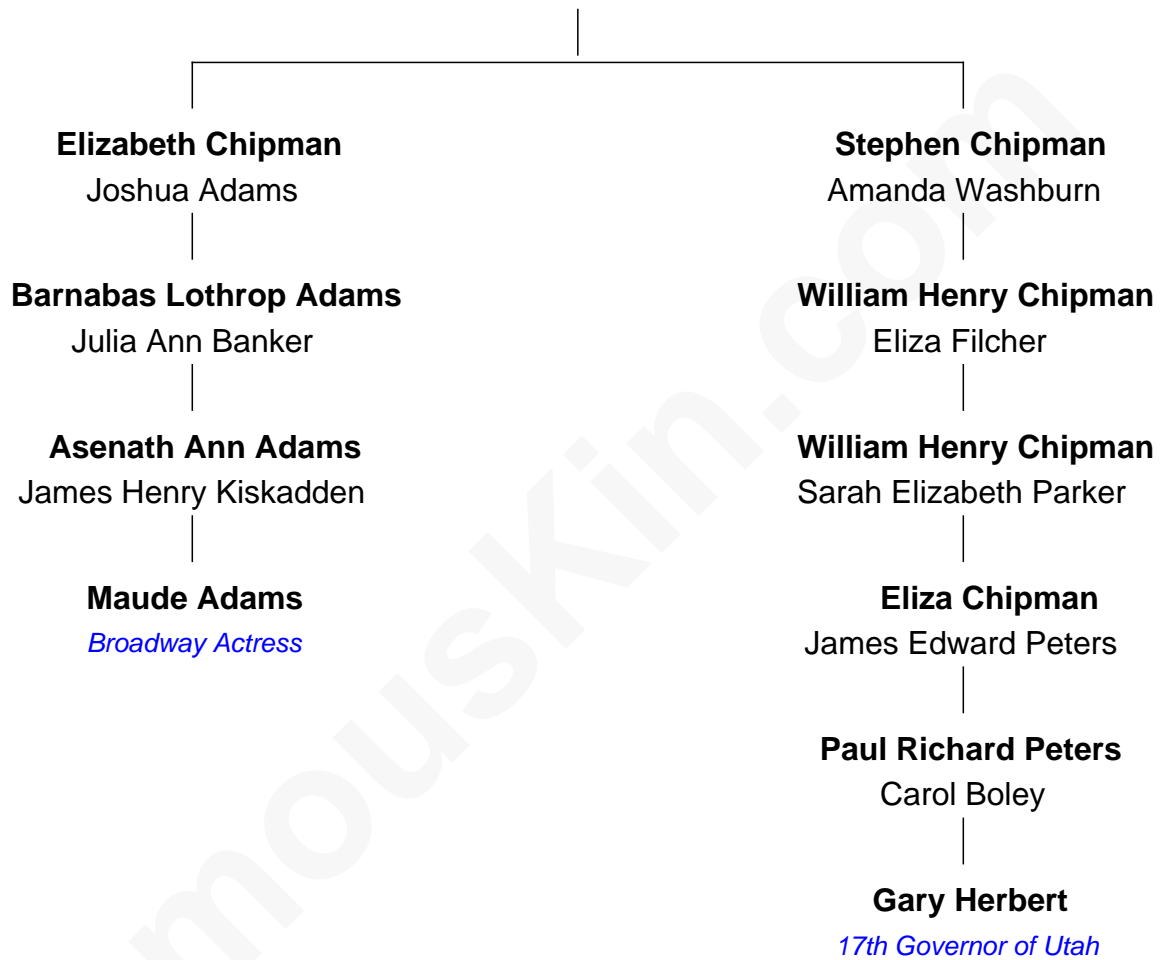 Elizabeth Chipman
Joshua Adams
Barnabas Lothrop Adams
Julia Ann Banker
Asenath Ann Adams
James Henry Kiskadden
Maude Adams
Broadway Actress
Stephen Chipman
Amanda Washburn
William Henry Chipman
Eliza Filcher
William Henry Chipman
Sarah Elizabeth Parker
Eliza Chipman
James Edward Peters
Paul Richard Peters
Carol Boley
Gary Herbert
17th Governor of Utah
mouskin.com